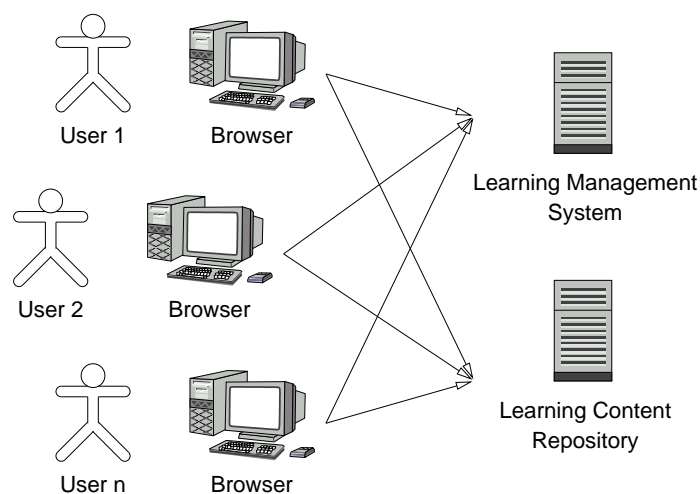 User 1
Browser
Learning Management
System
User 2
Browser
Learning Content
Repository
User n
Browser